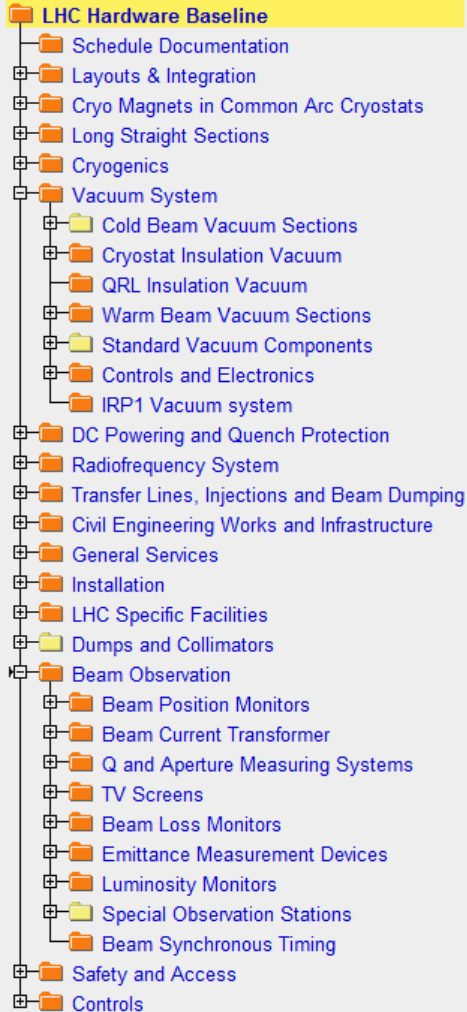 LHC Hardware Baseline
Schedule Documentation
Layouts & Integration
Cryo Magnets in Common Arc Cryostats
Long Straight Sections
Cryogenics
Vacuum System
Cold Beam Vacuum Sections
Cryostat Insulation Vacuum
QRL Insulation Vacuum
Warm Beam Vacuum Sections
Standard Vacuum Components
Controls and Electronics
IRP1 Vacuum system
DC Powering and Quench Protection
Radiofrequency System
Transfer Lines, Injections and Beam Dumping
Civil Engineering Works and Infrastructure
General Services
Installation
LHC Specific Facilities
Dumps and Collimators
Beam Observation
Beam Position Monitors
Beam Current Transformer
Q and Aperture Measuring Systems
TV Screens
Beam Loss Monitors
Emittance Measurement Devices
Luminosity Monitors
Special Observation Stations
Beam Synchronous Timing
Safety and Access
Controls